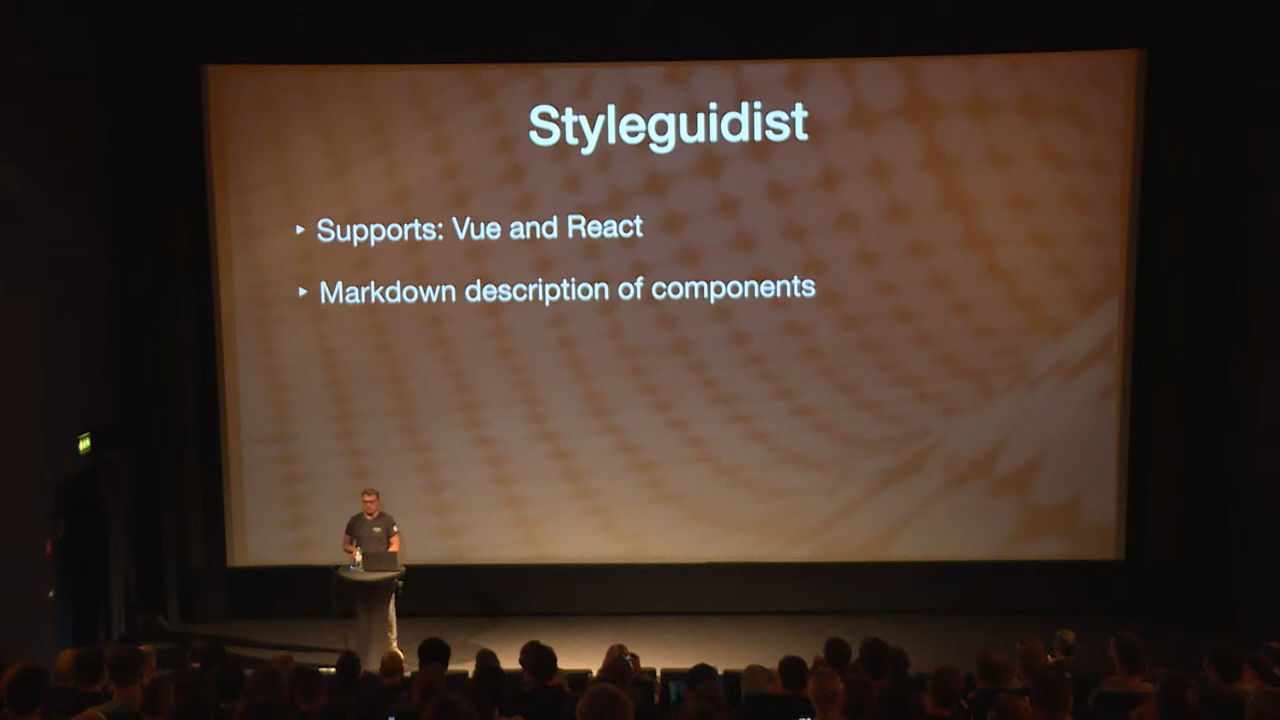 Styleguidist
‣ Supports: Vue and React
‣ Markdown description of components